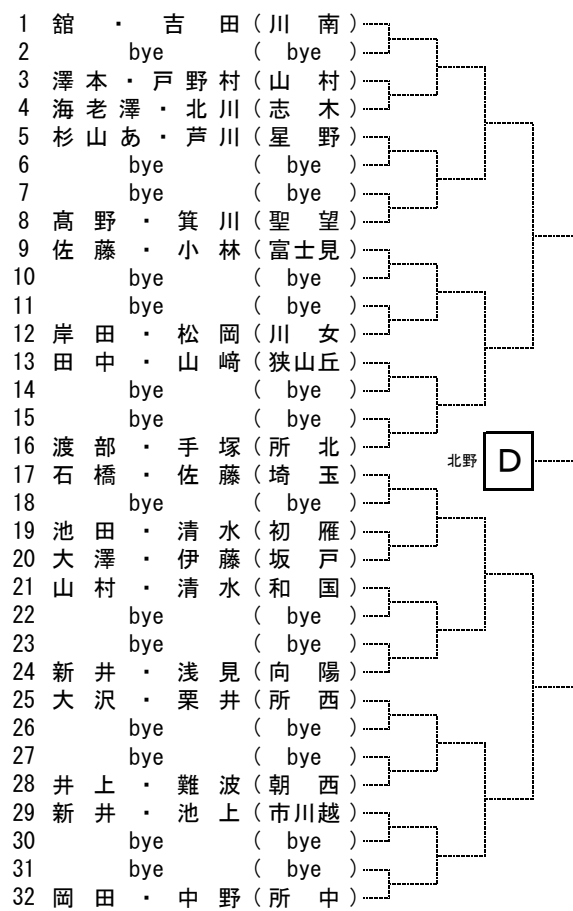 1 舘・吉田(川南)
2 bye ( bye )
3 澤本・戸野村(山村)
4 海老澤・北川(志木)
5 杉山あ・芦川(星野)
6 bye ( bye )
7 bye ( bye )
8 髙野・箕川(聖望)
9 佐藤・小林(富士見)
10 bye ( bye )
11 bye ( bye )
12 岸田・松岡(川女)
13 田中・山﨑(狭山丘)
14 bye ( bye )
15 bye ( bye )
16 渡部・手塚(所北)
北野 D
17 石橋・佐藤(埼玉)
18 bye ( bye )
19 池田・清水(初雁)
20 大澤・伊藤(坂戸)
21 山村・清水(和国)
22 bye ( bye )
23 bye ( bye )
24 新井・浅見(向陽)
25 大沢・栗井(所西)
26 bye ( bye )
27 bye ( bye )
28 井上・難波(朝西)
29 新井・池上(市川越)
30 bye ( bye )
31 bye ( bye )
32 岡田・中野(所中)